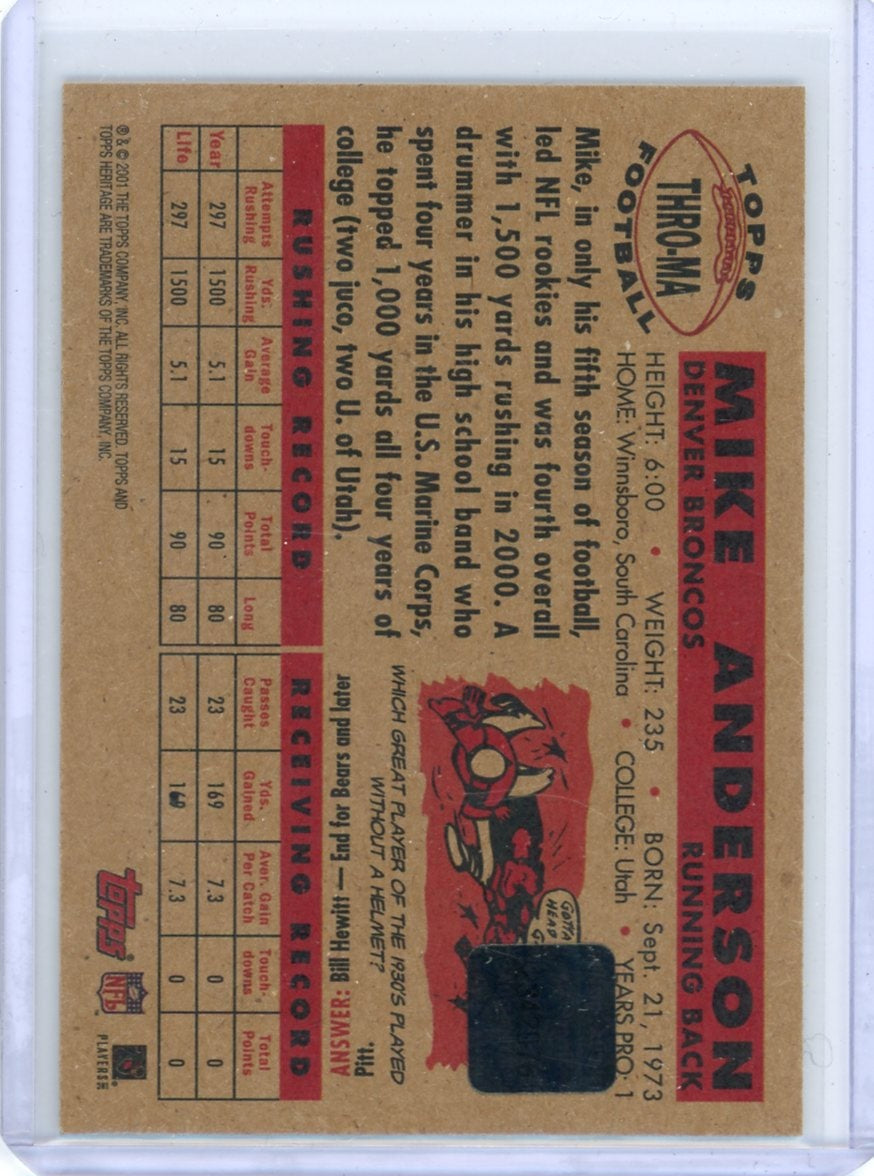 TOPPS
THRO-MA
FOOTBALL
MIKE ANDERSON
DENVER BRONCOS RUNNING BACK
HEIGHT: 6:00 • WEIGHT: 235 • BORN: Sept. 21, 1973
HOME: Winnsboro, South Carolina • COLLEGE: Utah • YEARS PRO: 1
Mike, in only his fifth season of football,
led NFL rookies and was fourth overall
with 1,500 yards rushing in 2000. A
drummer in his high school band who
spent four years in the U.S. Marine Corps,
he topped 1,000 yards all four years of
college (two juco, two U. of Utah).
GOTTA
HEAD
WHICH GREAT PLAYER OF THE 1930'S PLAYED
WITHOUT A HELMET?
ANSWER: Bill Hewitt — End for Bears and later
Pitt.
RUSHING RECORD RECEIVING RECORD
Attempts Rushing Yds. Rushing Average Gain Touch-downs Total Points Long Passes Caught Yds. Gained Aver. Gain Per Catch Touch-downs Total Points
Year 297 1500 5.1 15 90 80 23 169 7.3 0 0
Life 297 1500 5.1 15 90 80 23 169 7.3 0 0
® & © 2001 THE TOPPS COMPANY, INC. ALL RIGHTS RESERVED. TOPPS AND
TOPPS HERITAGE ARE TRADEMARKS OF THE TOPPS COMPANY, INC.
topps®
NFL
PLAYERS INC